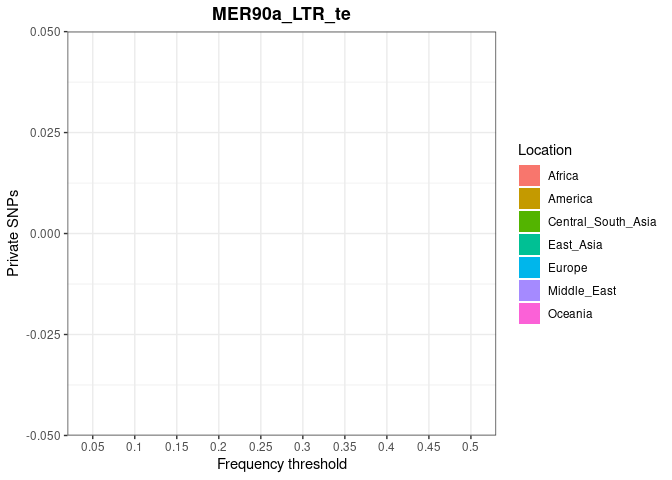 MER90a_LTR_te
Private SNPs
0.050
0.025
0.000
-0.025
-0.050
0.05 0.1 0.15 0.2 0.25 0.3 0.35 0.4 0.45 0.5
Frequency threshold
Location
Africa
America
Central_South_Asia
East_Asia
Europe
Middle_East
Oceania